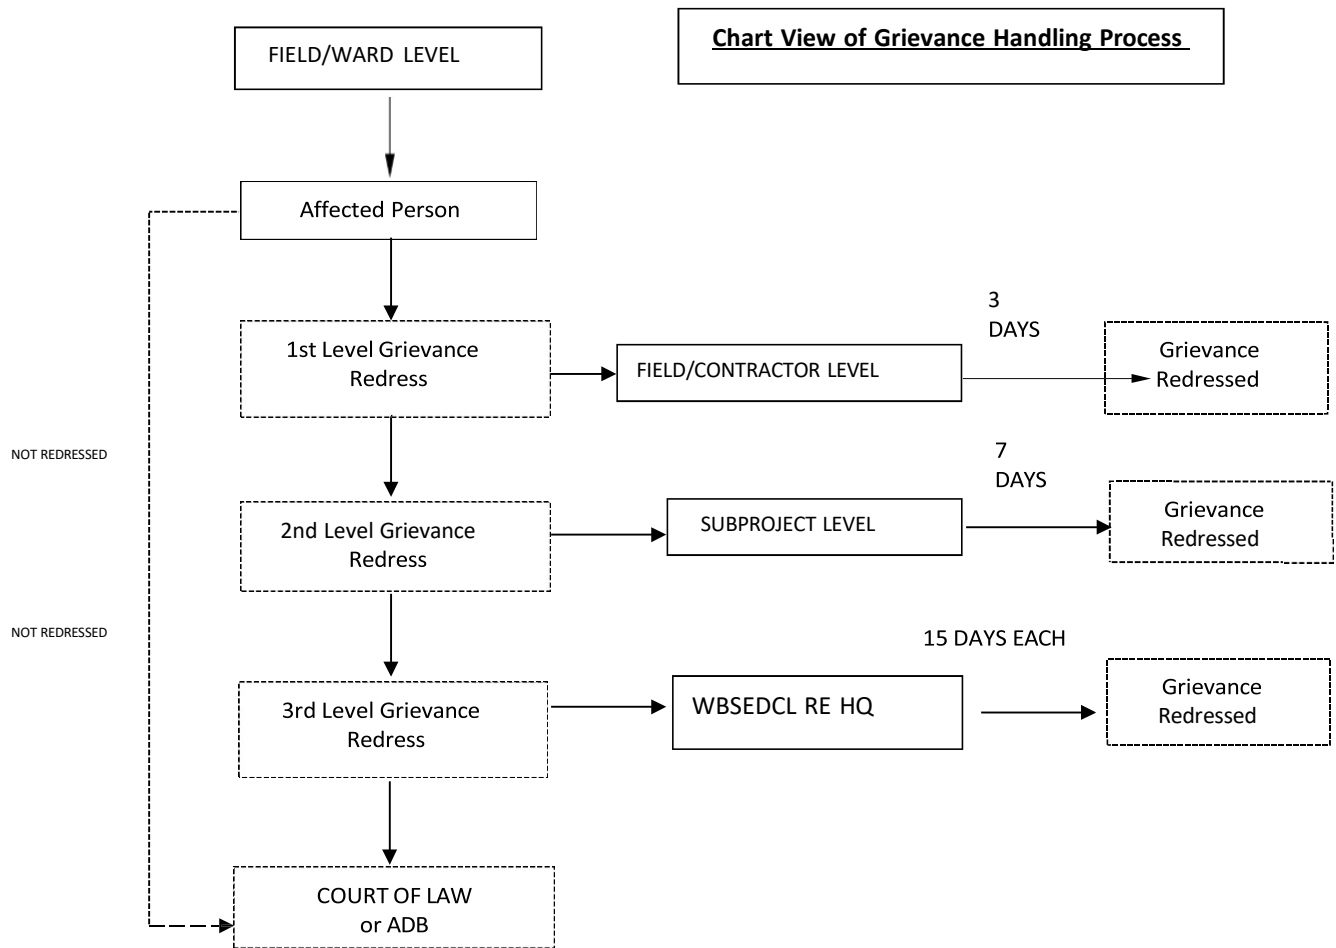 Chart View of Grievance Handling Process
FIELD/WARD LEVEL
Affected Person
3
DAYS
1st Level Grievance
Redress
FIELD/CONTRACTOR LEVEL
Grievance
Redressed
NOT REDRESSED
7
DAYS
2nd Level Grievance
Redress
SUBPROJECT LEVEL
Grievance
Redressed
NOT REDRESSED
15 DAYS EACH
3rd Level Grievance
Redress
WBSEDCL RE HQ
Grievance
Redressed
COURT OF LAW
or ADB